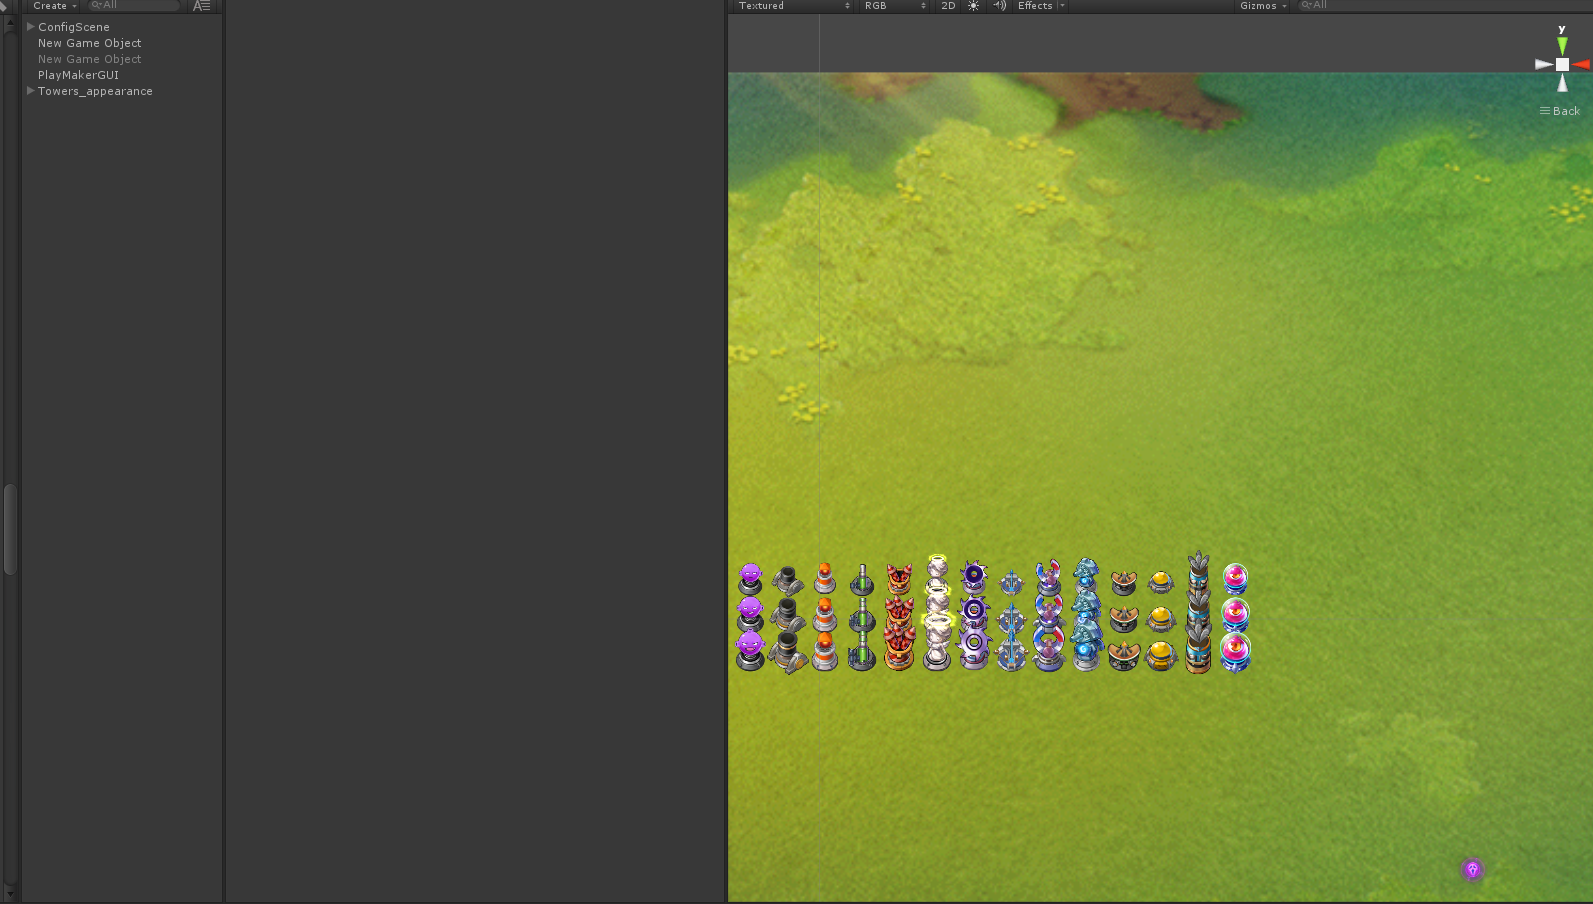 Create All Textured RGB 2D Effects Gizmos All
ConfigScene
New Game Object
New Game Object
PlayMakerGUI
Towers_appearance
y
Back